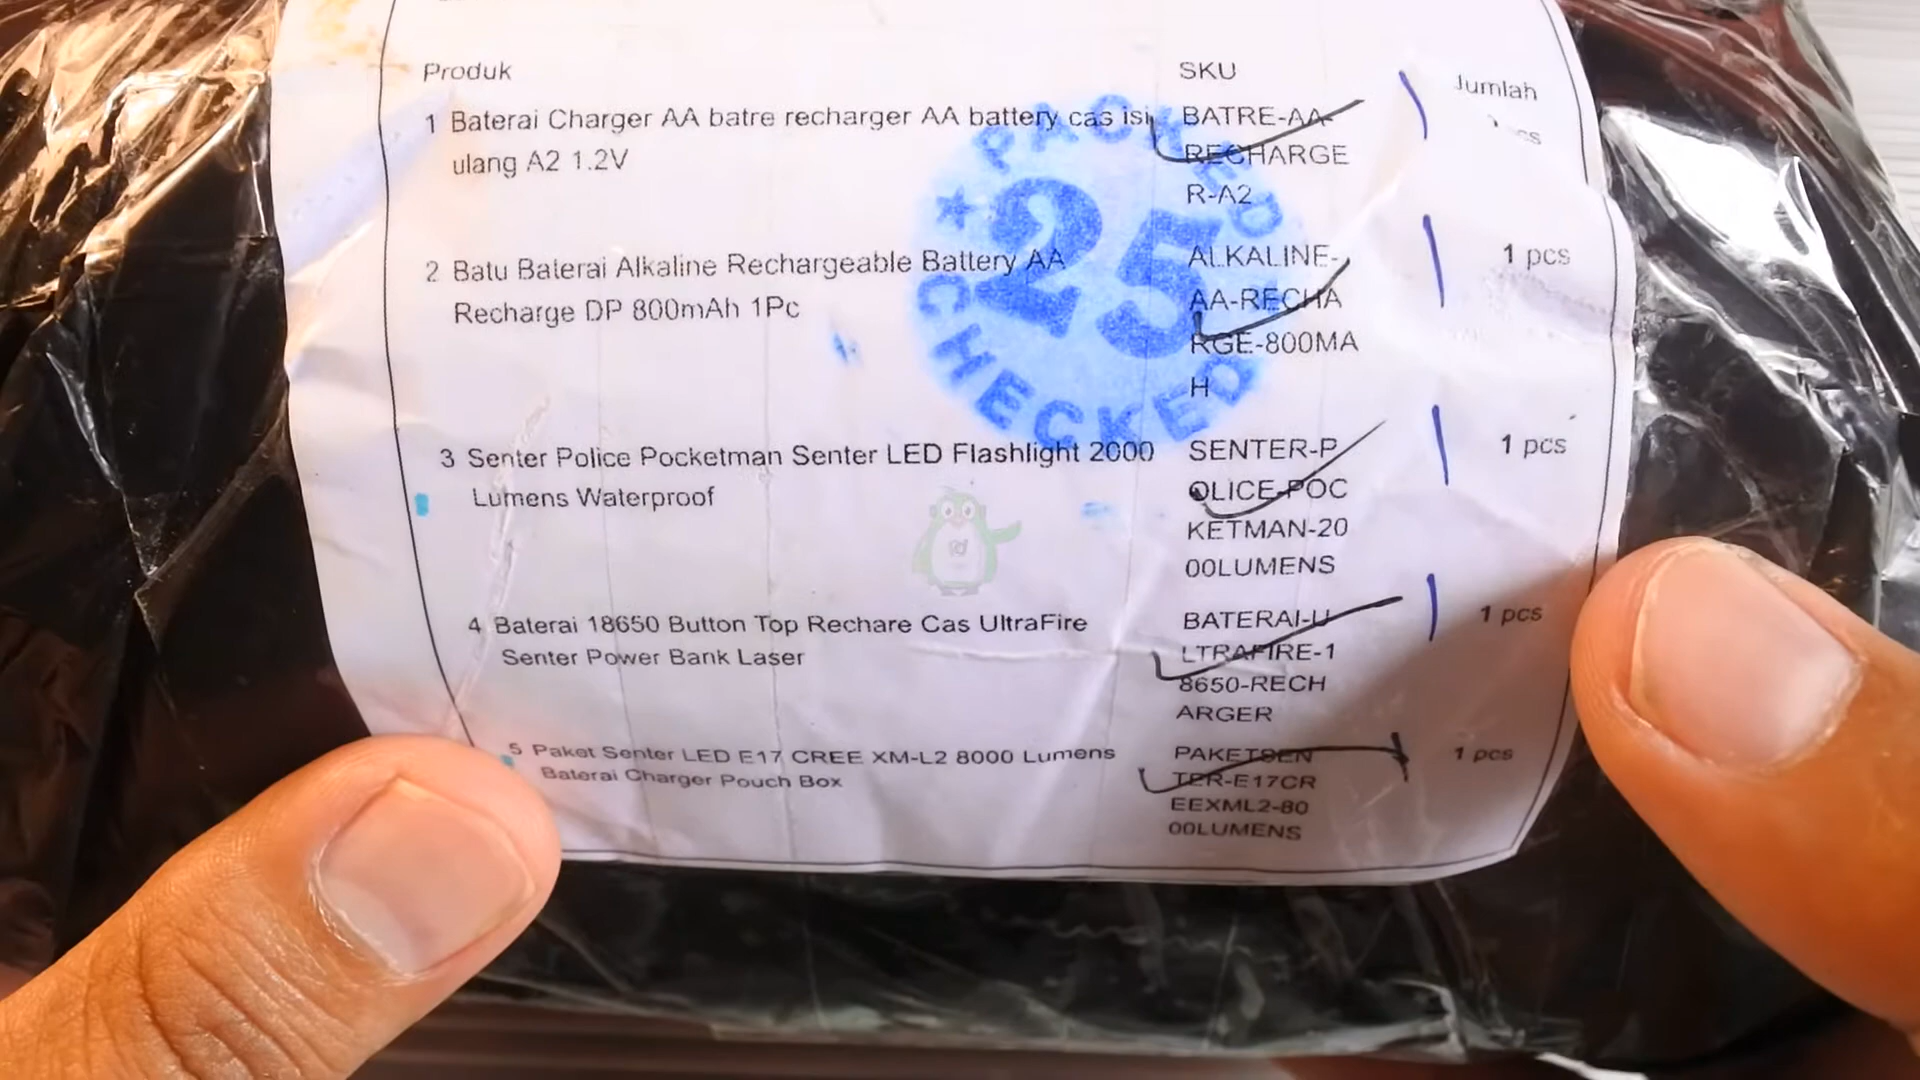 Produk SKU Jumlah
1 Baterai Charger AA batre recharger AA battery cas isi BATRE-AA-
ulang A2 1.2V RECHARGE
R-A2
2 Batu Baterai Alkaline Rechargeable Battery AA ALKALINE- 1 pcs
Recharge DP 800mAh 1Pc AA-RECHA
RGE-800MA
H
3 Senter Police Pocketman Senter LED Flashlight 2000 SENTER-P 1 pcs
Lumens Waterproof OLICE-POC
KETMAN-20
00LUMENS
4 Baterai 18650 Button Top Rechare Cas UltraFire BATERAI-U 1 pcs
Senter Power Bank Laser LTRAFIRE-1
8650-RECH
ARGER
5 Paket Senter LED E17 CREE XM-L2 8000 Lumens PAKETSEN 1 pcs
Baterai Charger Pouch Box TER-E17CR
EEXML2-80
00LUMENS
PACKED
25
CHECKED